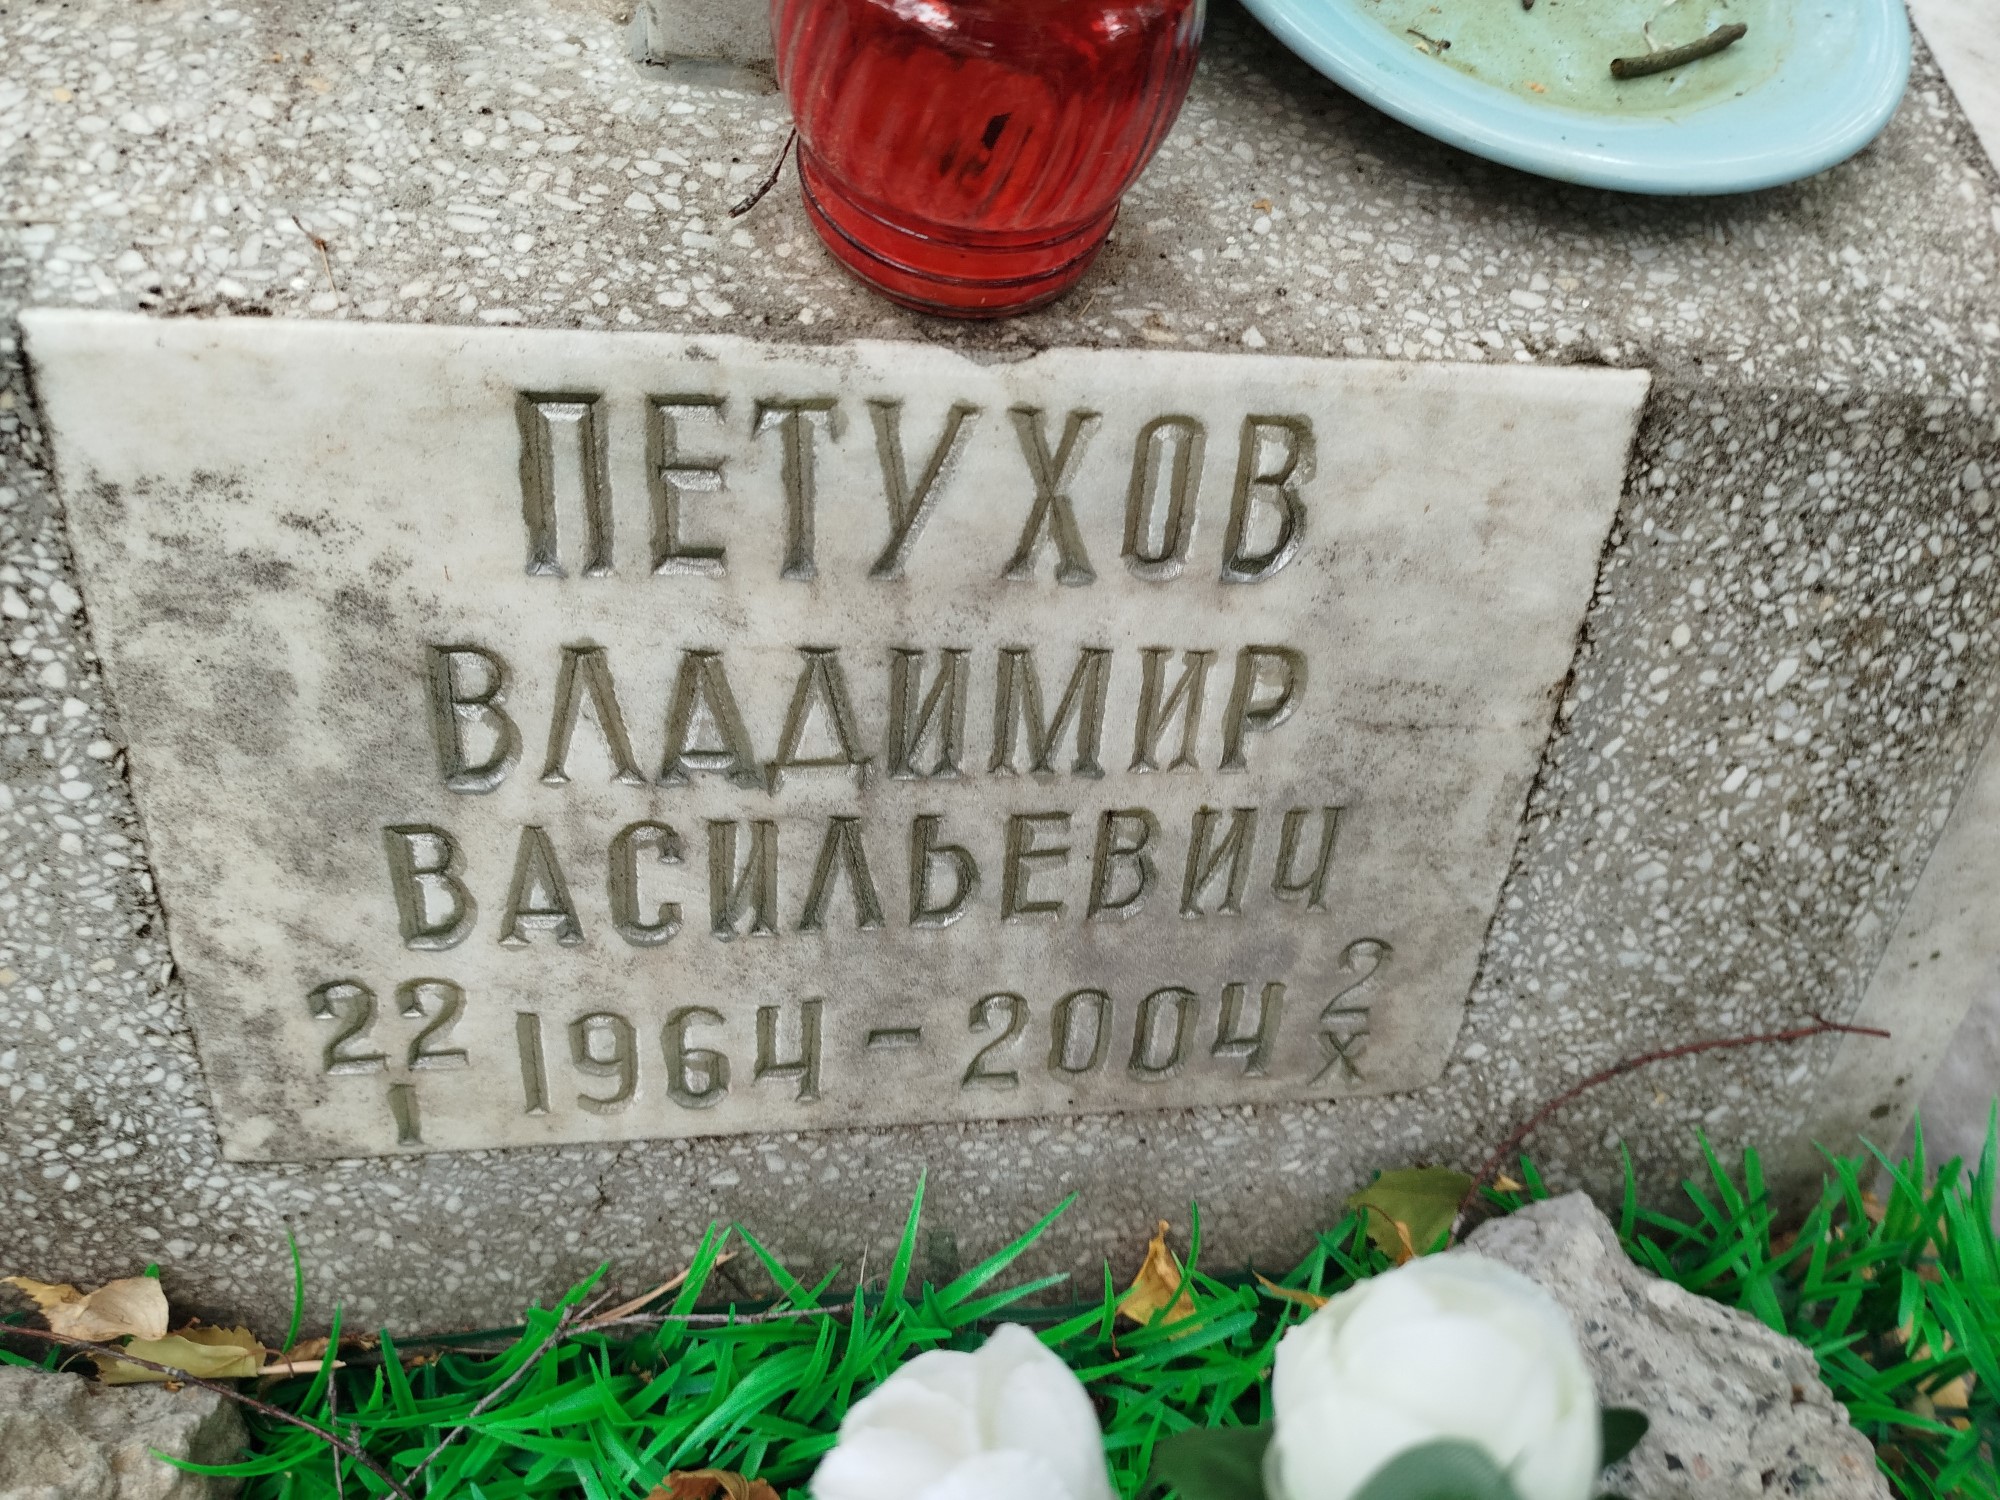 ПЕТУХОВ
ВЛАДИМИР
ВАСИЛЬЕВИЧ
22/I 1964 - 2004 2/X